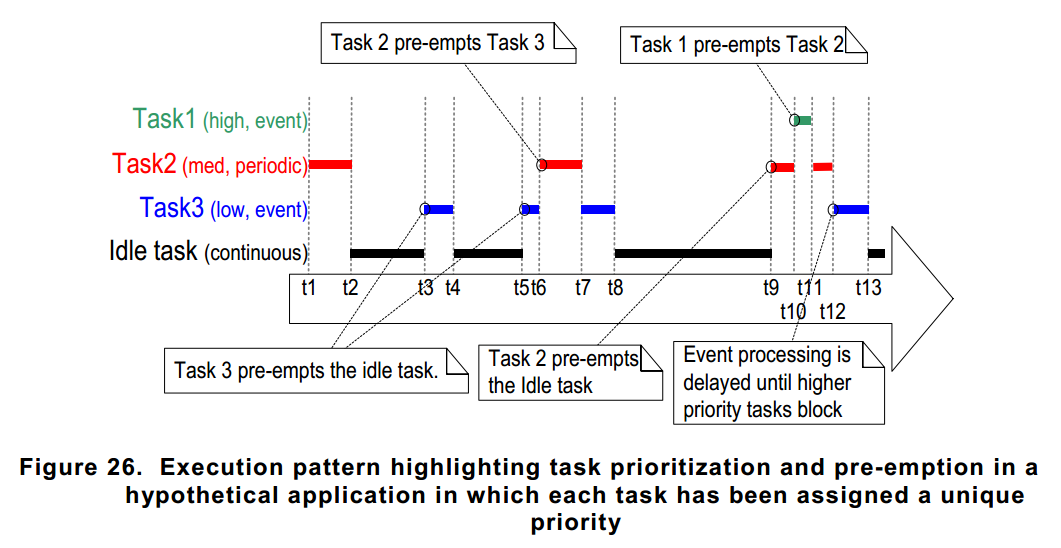 Task 2 pre-empts Task 3
Task 1 pre-empts Task 2
Task1 (high, event)
Task2 (med, periodic)
Task3 (low, event)
Idle task (continuous)
t1 t2 t3 t4 t5 t6 t7 t8 t9 t11 t13
t10 t12
Task 3 pre-empts the idle task.
Task 2 pre-empts
the Idle task
Event processing is
delayed until higher
priority tasks block
Figure 26. Execution pattern highlighting task prioritization and pre-emption in a
hypothetical application in which each task has been assigned a unique
priority